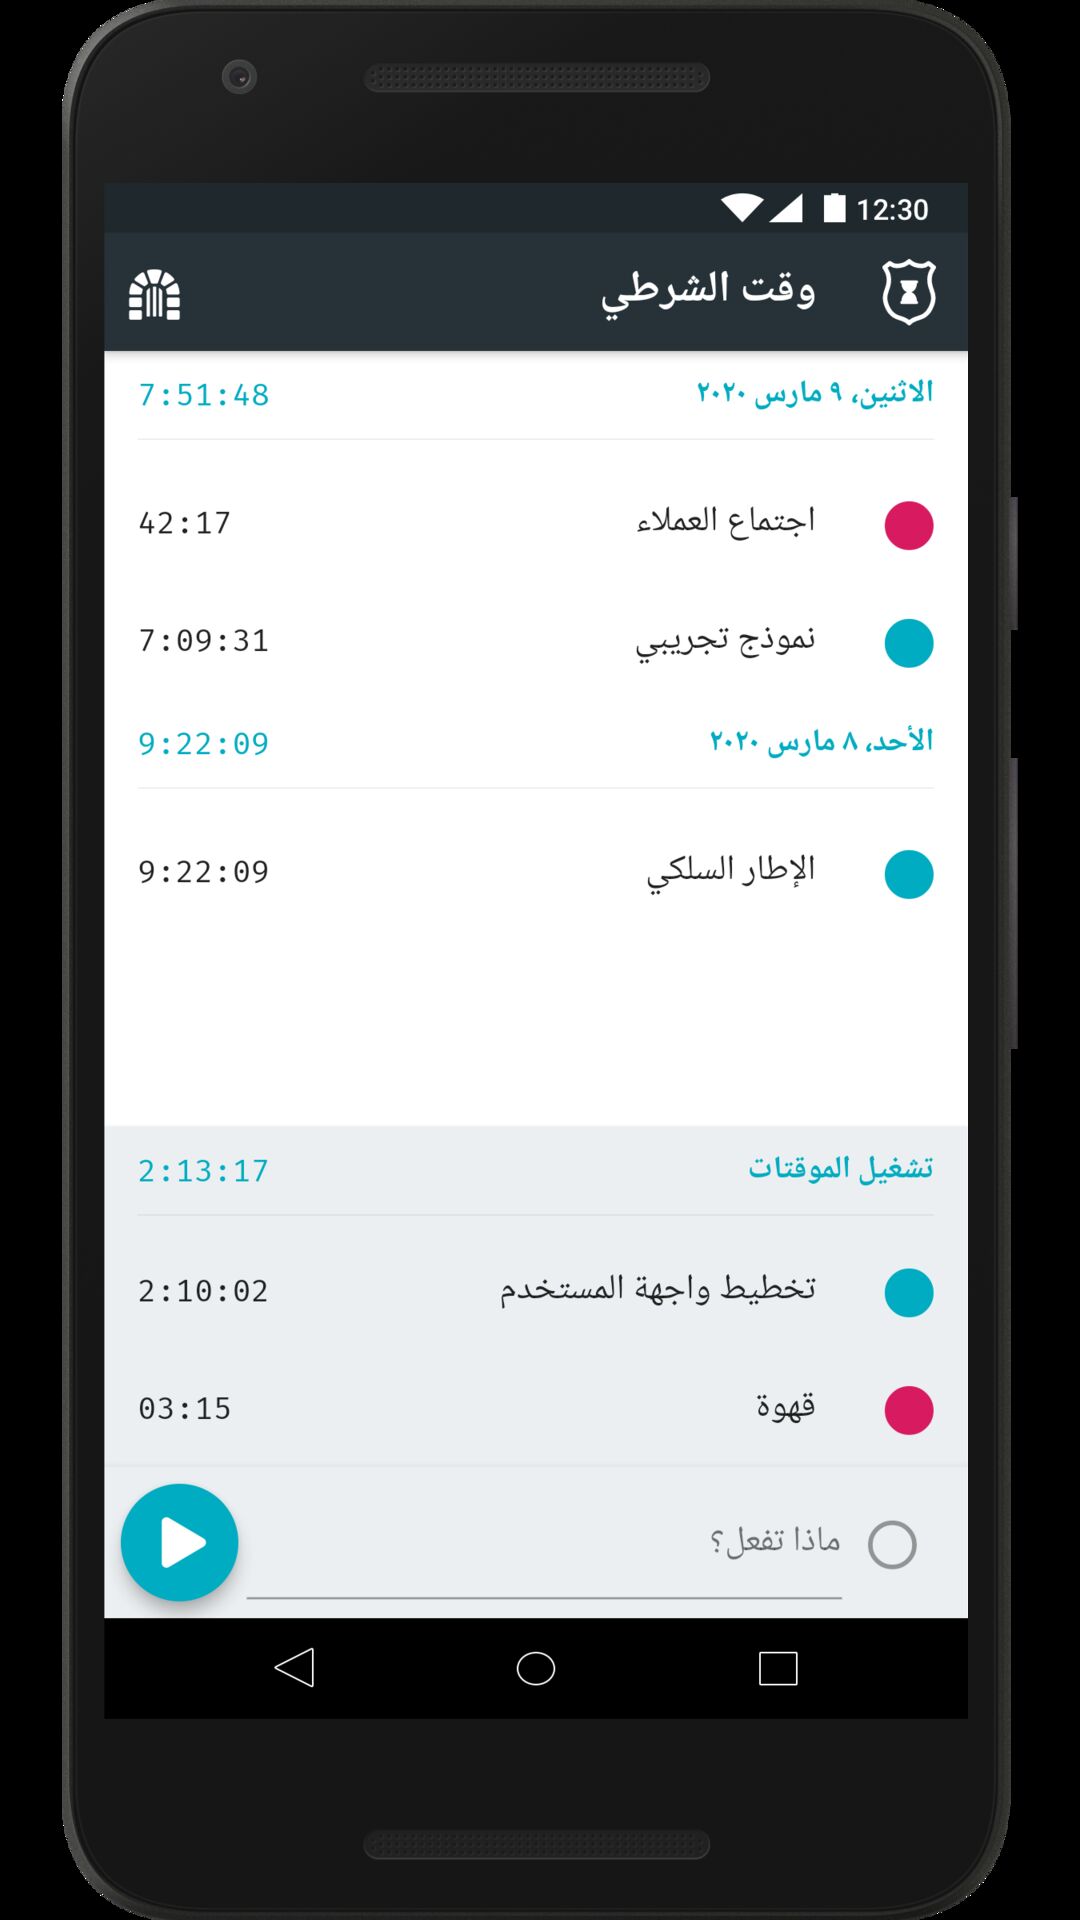 12:30
وقت الشرطي
الاثنين، ٩ مارس ٢٠٢٠ 7:51:48
اجتماع العملاء 42:17
نموذج تجريبي 7:09:31
الأحد، ٨ مارس ٢٠٢٠ 9:22:09
الإطار السلكي 9:22:09
تشغيل الموقتات 2:13:17
تخطيط واجهة المستخدم 2:10:02
قهوة 03:15
ماذا تفعل؟